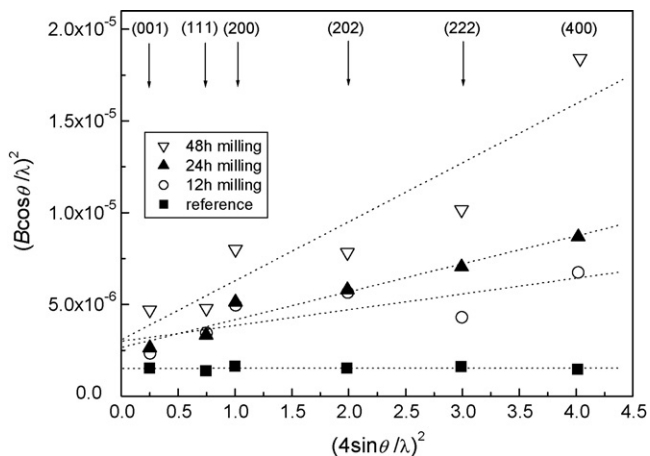 2.0x10⁻⁵
(001) (111) (200) (202) (222) (400)
1.5x10⁻⁵
48h milling
24h milling
12h milling
reference
1.0x10⁻⁵
5.0x10⁻⁶
0.0
(Bcosθ/λ)²
0.0 0.5 1.0 1.5 2.0 2.5 3.0 3.5 4.0 4.5
(4sinθ/λ)²